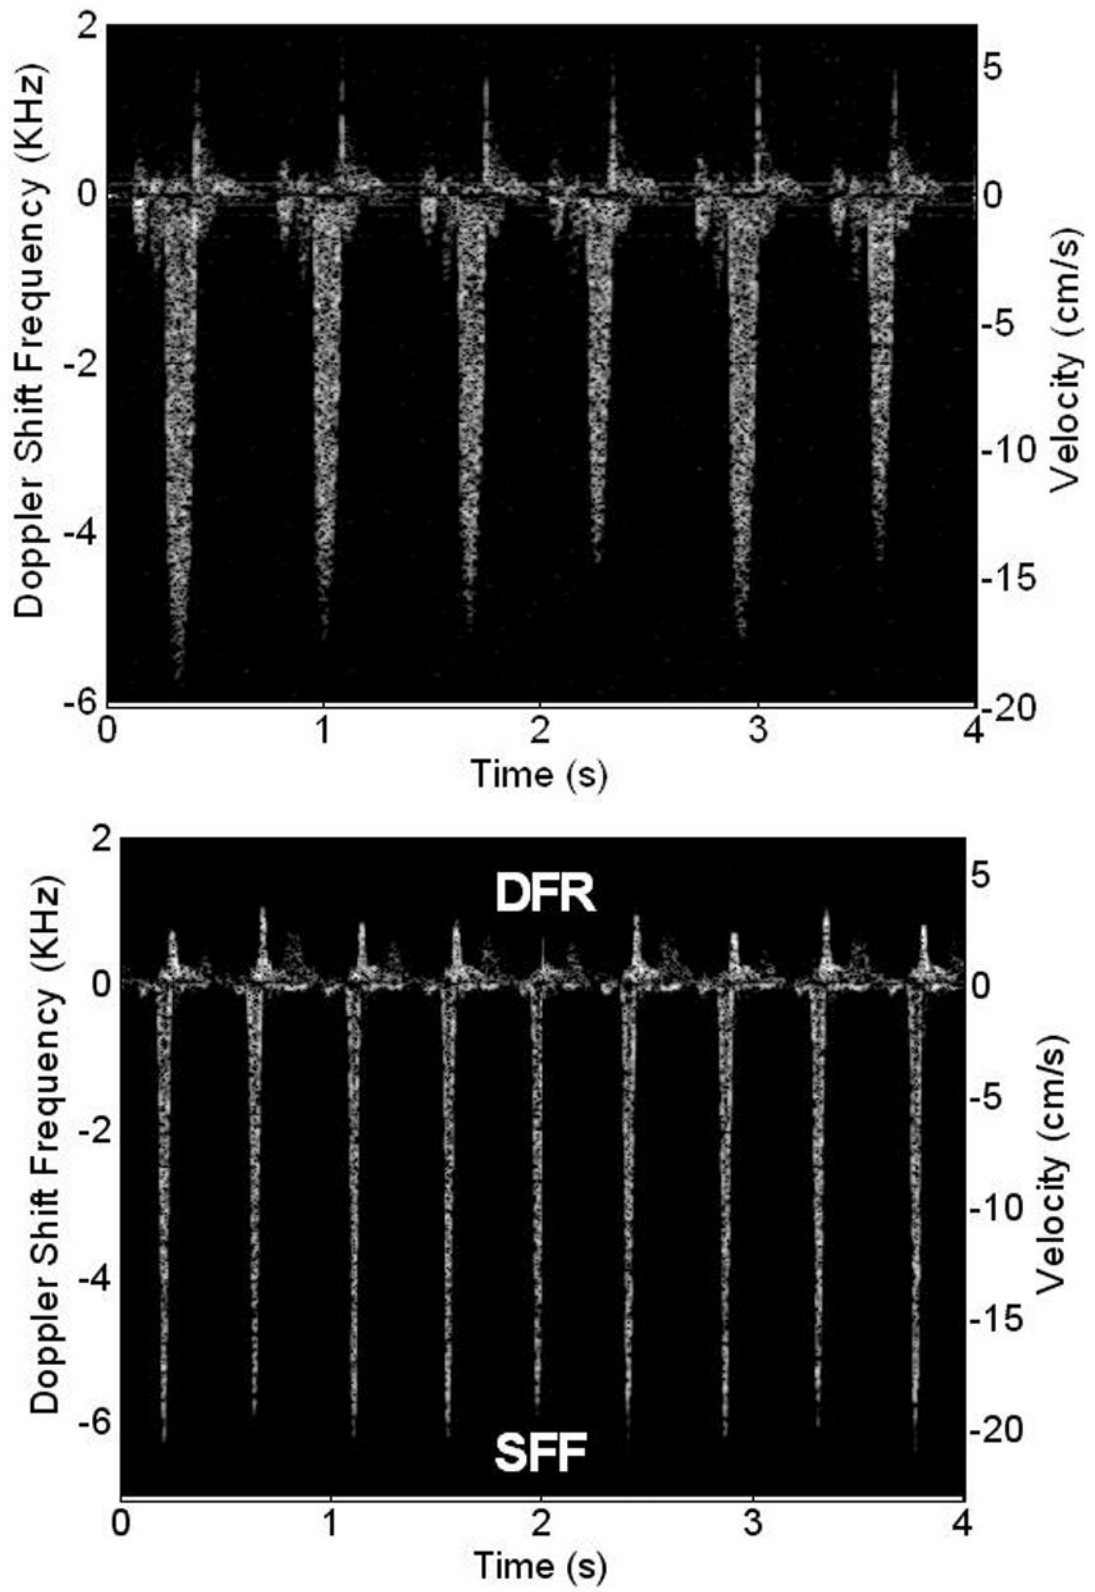 2
0
-2
-4
-6
Doppler Shift Frequency (KHz)
5
0
-5
-10
-15
-20
Velocity (cm/s)
0 1 2 3 4
Time (s)
2
0
-2
-4
-6
Doppler Shift Frequency (KHz)
DFR
SFF
5
0
-5
-10
-15
-20
Velocity (cm/s)
0 1 2 3 4
Time (s)